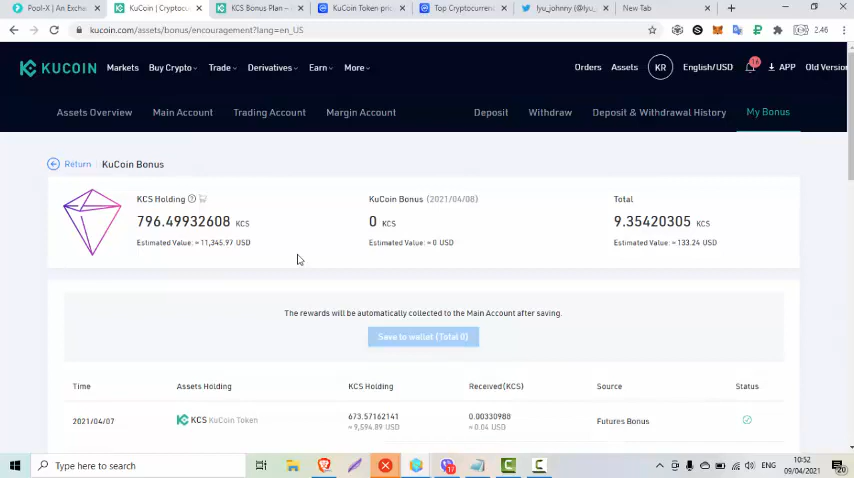 Pool-X | An Excha
KuCoin | Cryptocu
KCS Bonus Plan –
KuCoin Token pric
Top Cryptocurrenc
lyu_johnny (@lyu_
New Tab
kucoin.com/assets/bonus/encouragement?lang=en_US
2.46
KUCOIN Markets Buy Crypto Trade Derivatives Earn More Orders Assets KR English/USD APP Old Version
Assets Overview Main Account Trading Account Margin Account Deposit Withdraw Deposit & Withdrawal History My Bonus
Return KuCoin Bonus
KCS Holding KuCoin Bonus (2021/04/08) Total
796.49932608 KCS 0 KCS 9.35420305 KCS
Estimated Value: ≈ 11,345.97 USD Estimated Value: ≈ 0 USD Estimated Value: ≈ 133.24 USD
The rewards will be automatically collected to the Main Account after saving.
Save to wallet (Total 0)
Time Assets Holding KCS Holding Received(KCS) Source Status
2021/04/07 KCS KuCoin Token 673.57162141 0.00330988 Futures Bonus
≈ 9,594.89 USD ≈ 0.04 USD
Type here to search
ENG
10:52
09/04/2021
20